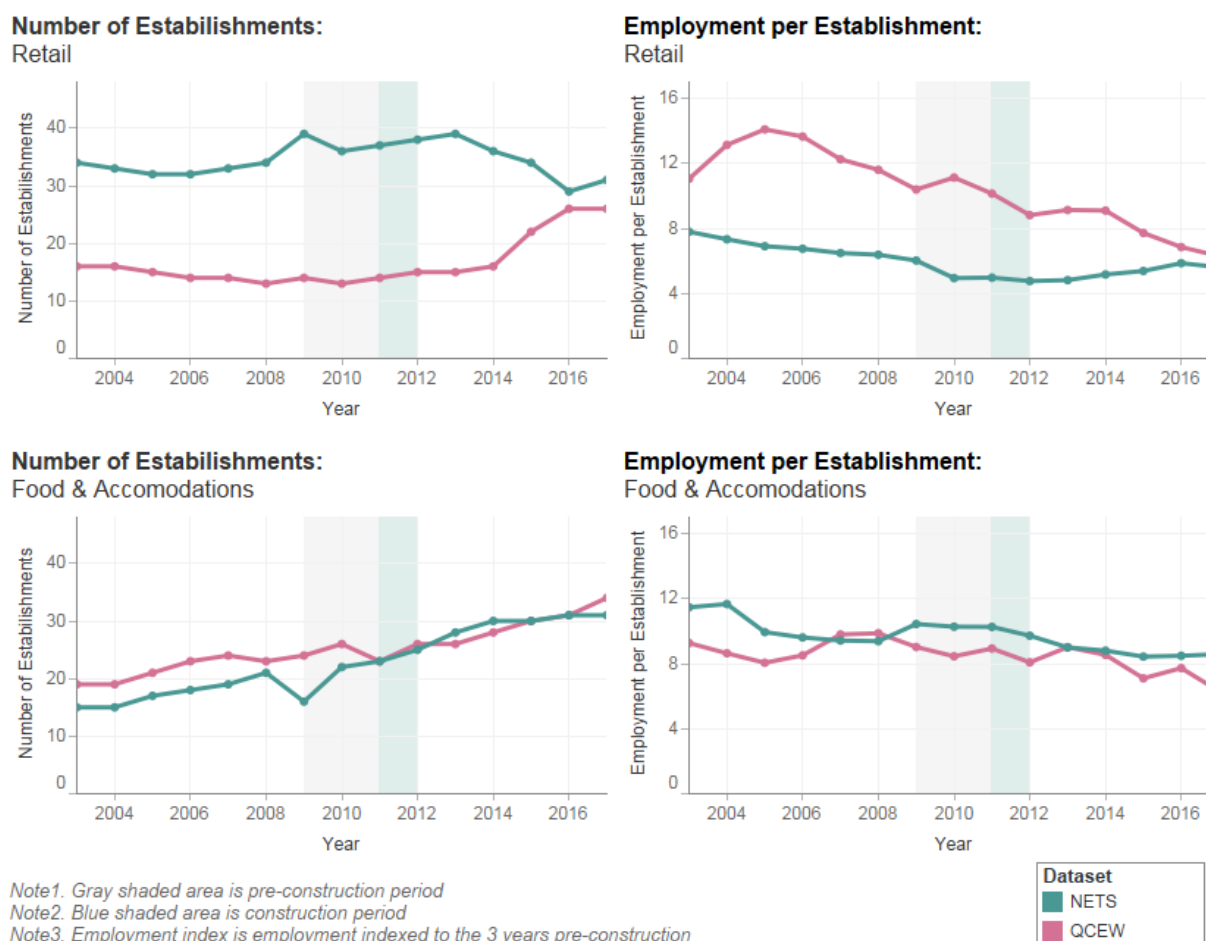 Number of Estabilishments:
Retail
Number of Establishments
40
30
20
10
0
2004 2006 2008 2010 2012 2014 2016
Year
Employment per Establishment:
Retail
Employment per Establishment
16
12
8
4
0
2004 2006 2008 2010 2012 2014 2016
Year
Number of Estabilishments:
Food & Accomodations
Number of Establishments
40
30
20
10
0
2004 2006 2008 2010 2012 2014 2016
Year
Employment per Establishment:
Food & Accomodations
Employment per Establishment
16
12
8
4
0
2004 2006 2008 2010 2012 2014 2016
Year
Note1. Gray shaded area is pre-construction period
Note2. Blue shaded area is construction period
Note3. Employment index is employment indexed to the 3 years pre-construction
Dataset
NETS
QCEW